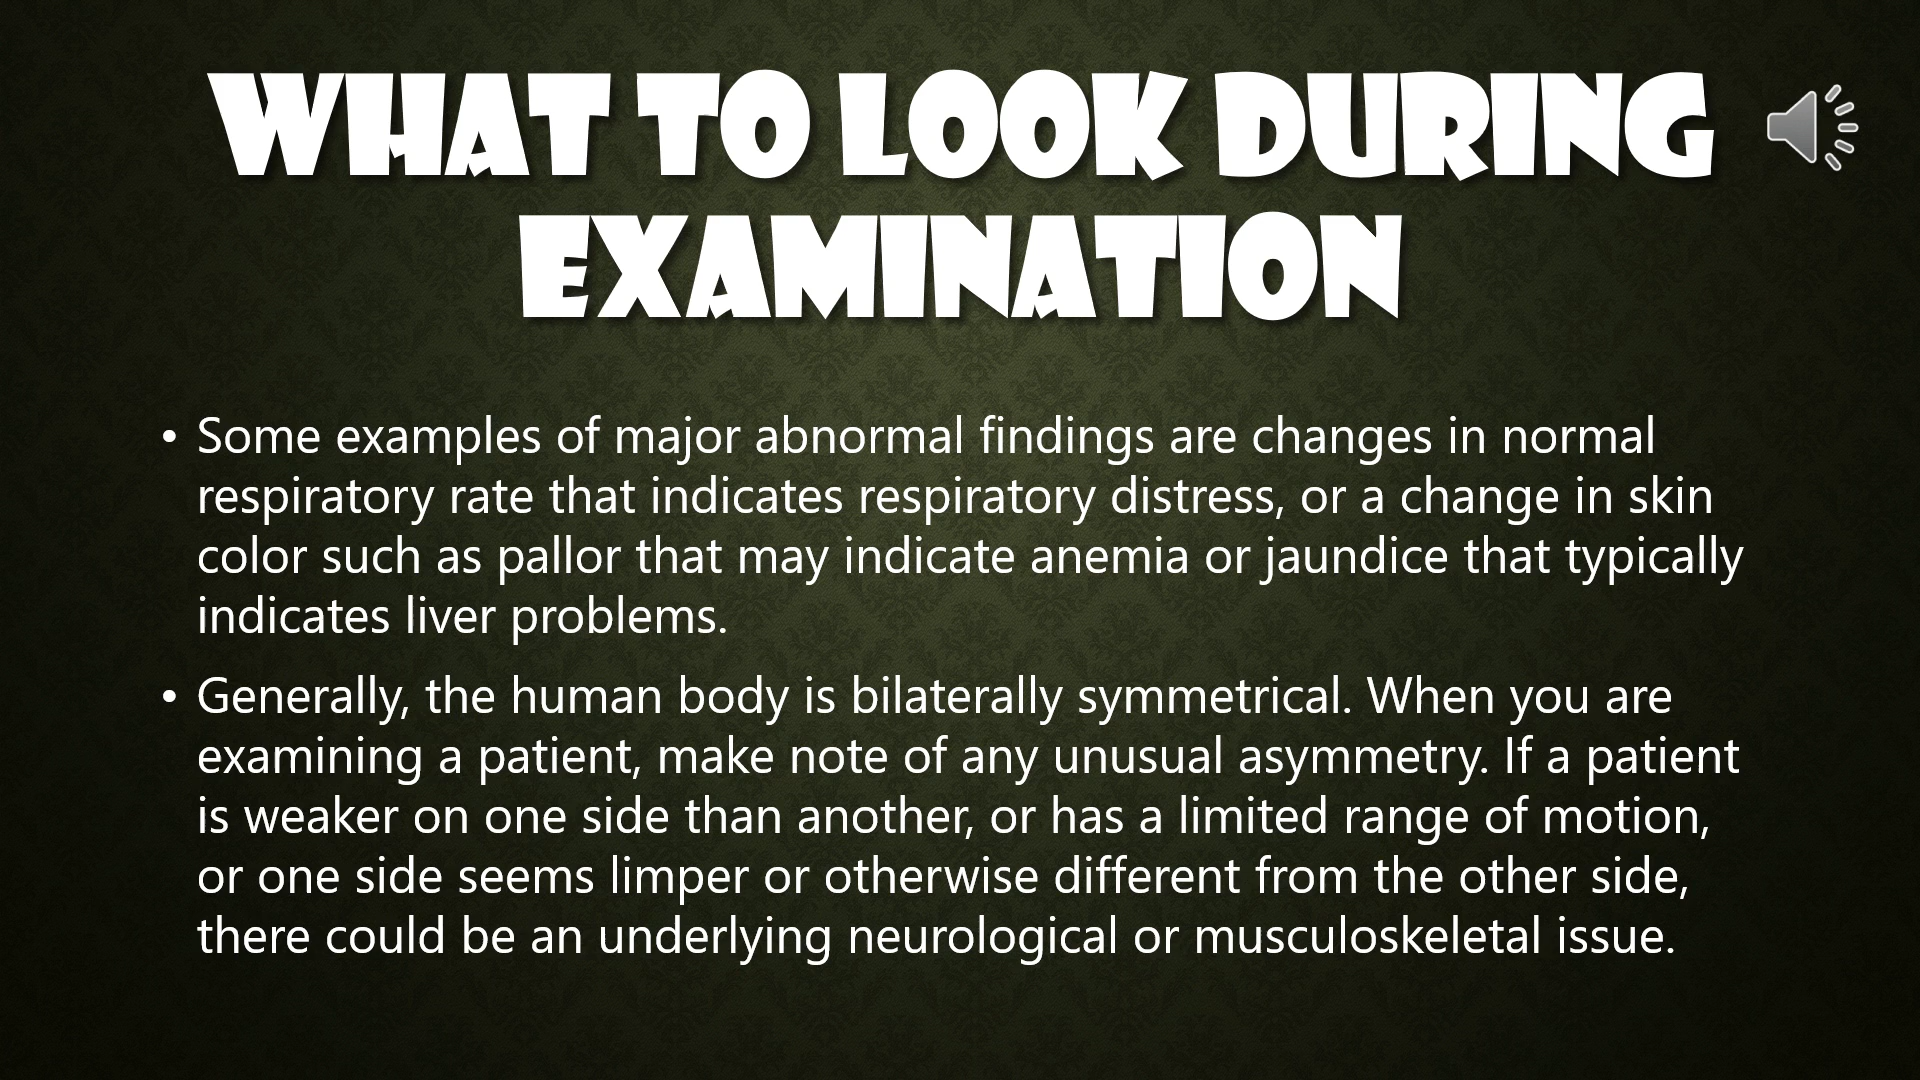 WHAT TO LOOK DURING
EXAMINATION
• Some examples of major abnormal findings are changes in normal
respiratory rate that indicates respiratory distress, or a change in skin
color such as pallor that may indicate anemia or jaundice that typically
indicates liver problems.
• Generally, the human body is bilaterally symmetrical. When you are
examining a patient, make note of any unusual asymmetry. If a patient
is weaker on one side than another, or has a limited range of motion,
or one side seems limper or otherwise different from the other side,
there could be an underlying neurological or musculoskeletal issue.